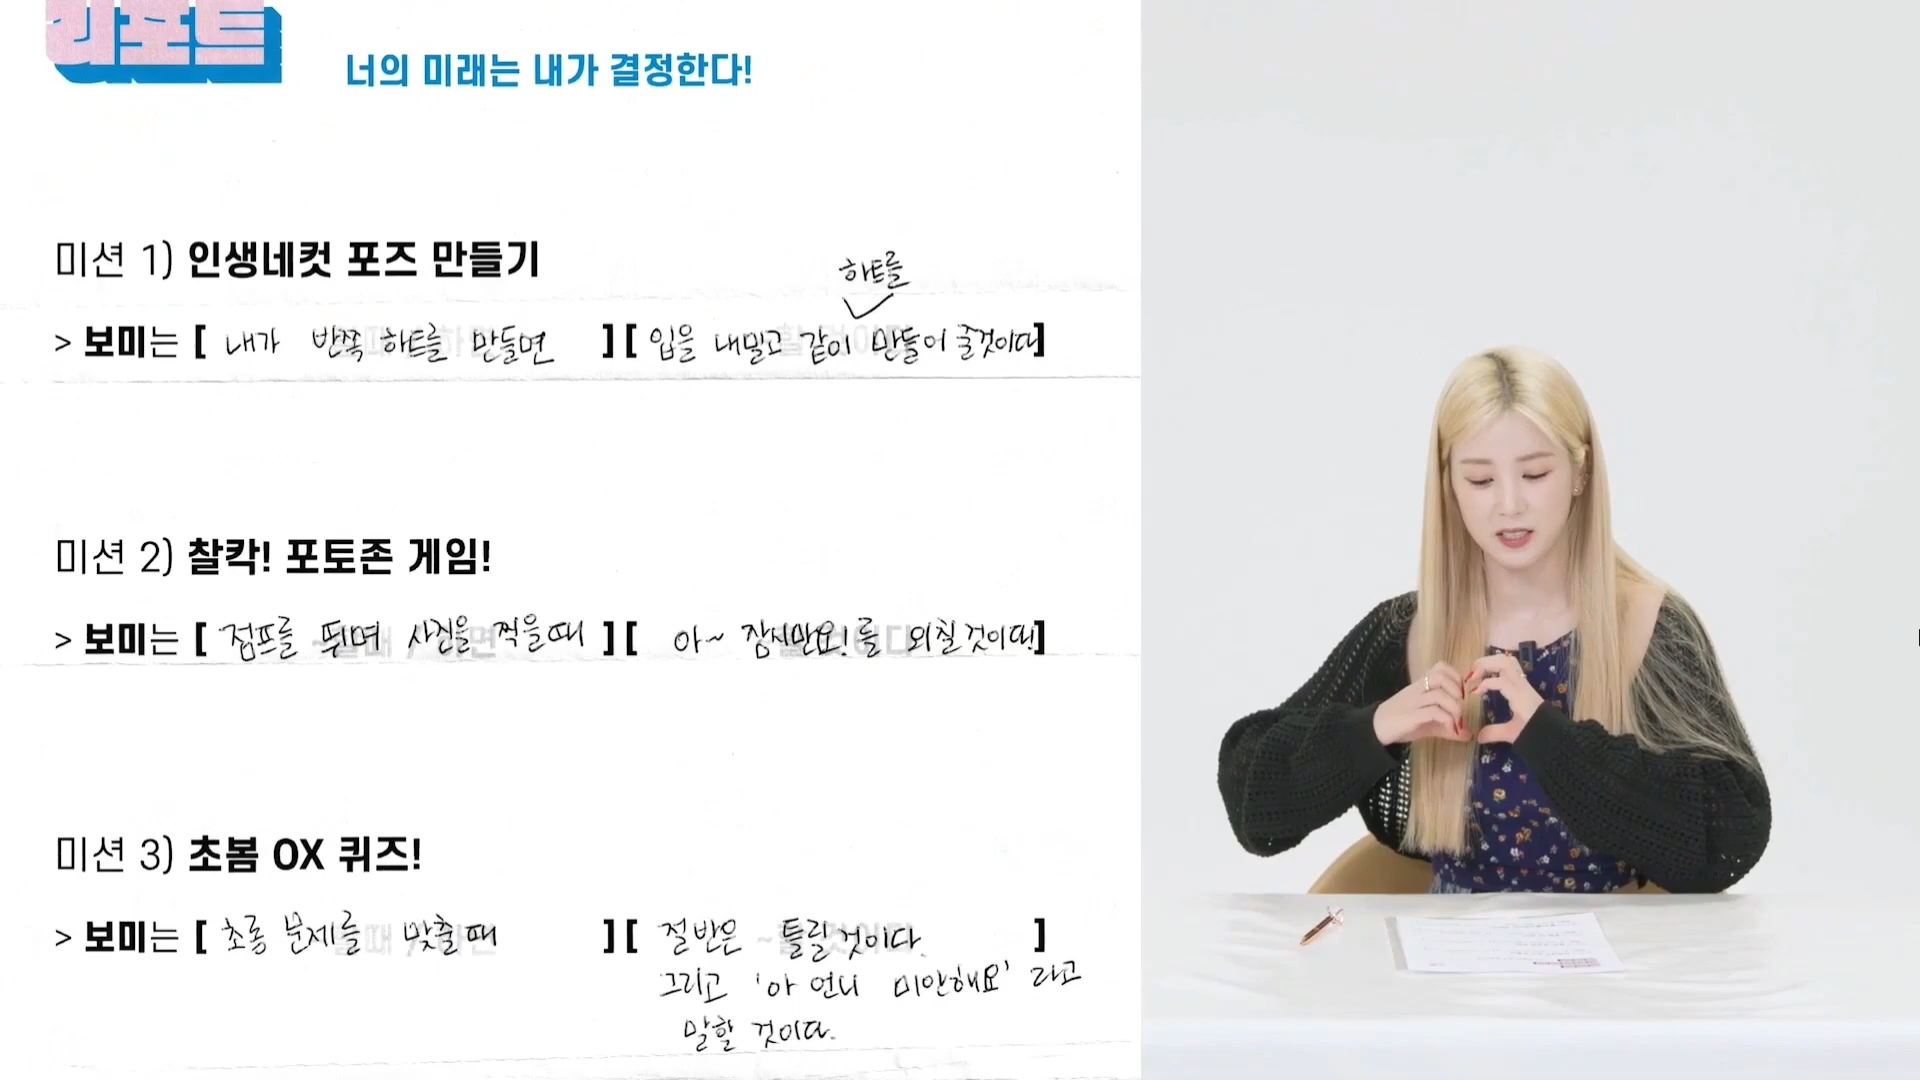 리포트
너의 미래는 내가 결정한다!
미션 1) 인생네컷 포즈 만들기
하트를
> 보미는 [ 내가 반쪽 하트를 만들면 ] [ 입을 내밀고 같이 만들어 줄것이다 ]
미션 2) 찰칵! 포토존 게임!
> 보미는 [ 점프를 뛰며 사진을 찍을때 ] [ 아~ 잠시만요! 를 외칠것이다! ]
미션 3) 초봄 OX 퀴즈!
> 보미는 [ 초롱 문제를 맞출때 ] [ 절반은 틀릴것이다. ]
그리고 '아 언니 미안해요' 라고
말할 것이다.